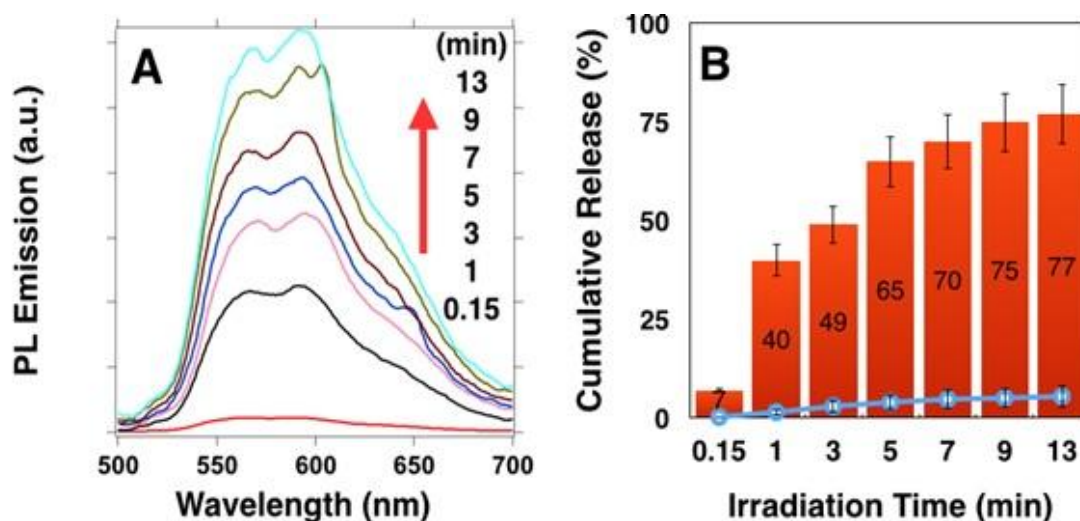 A
(min)
13
9
7
5
3
1
0.15
PL Emission (a.u.)
500 550 600 650 700
Wavelength (nm)
B
Cumulative Release (%)
100
75
50
25
0
7 40 49 65 70 75 77
0.15 1 3 5 7 9 13
Irradiation Time (min)